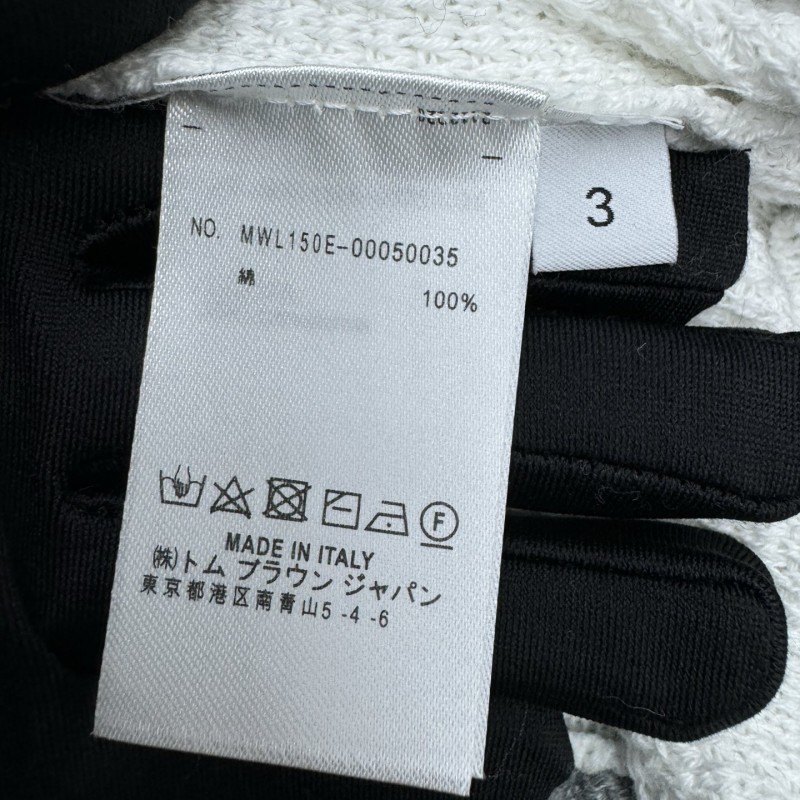 3
NO. MWL150E-00050035
綿 100%
F
MADE IN ITALY
㈱トム ブラウン ジャパン
東京都港区南青山5-4-6